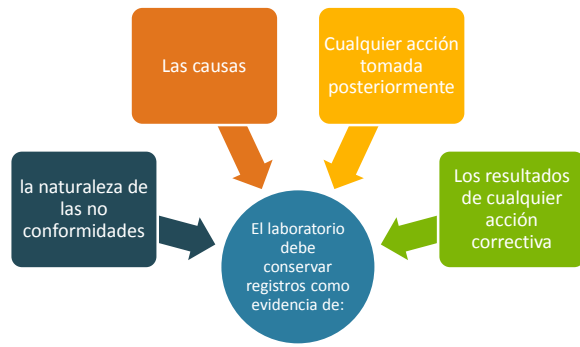 Las causas
Cualquier acción
tomada
posteriormente
la naturaleza de
las no
conformidades
Los resultados
de cualquier
acción
correctiva
El laboratorio
debe
conservar
registros como
evidencia de: